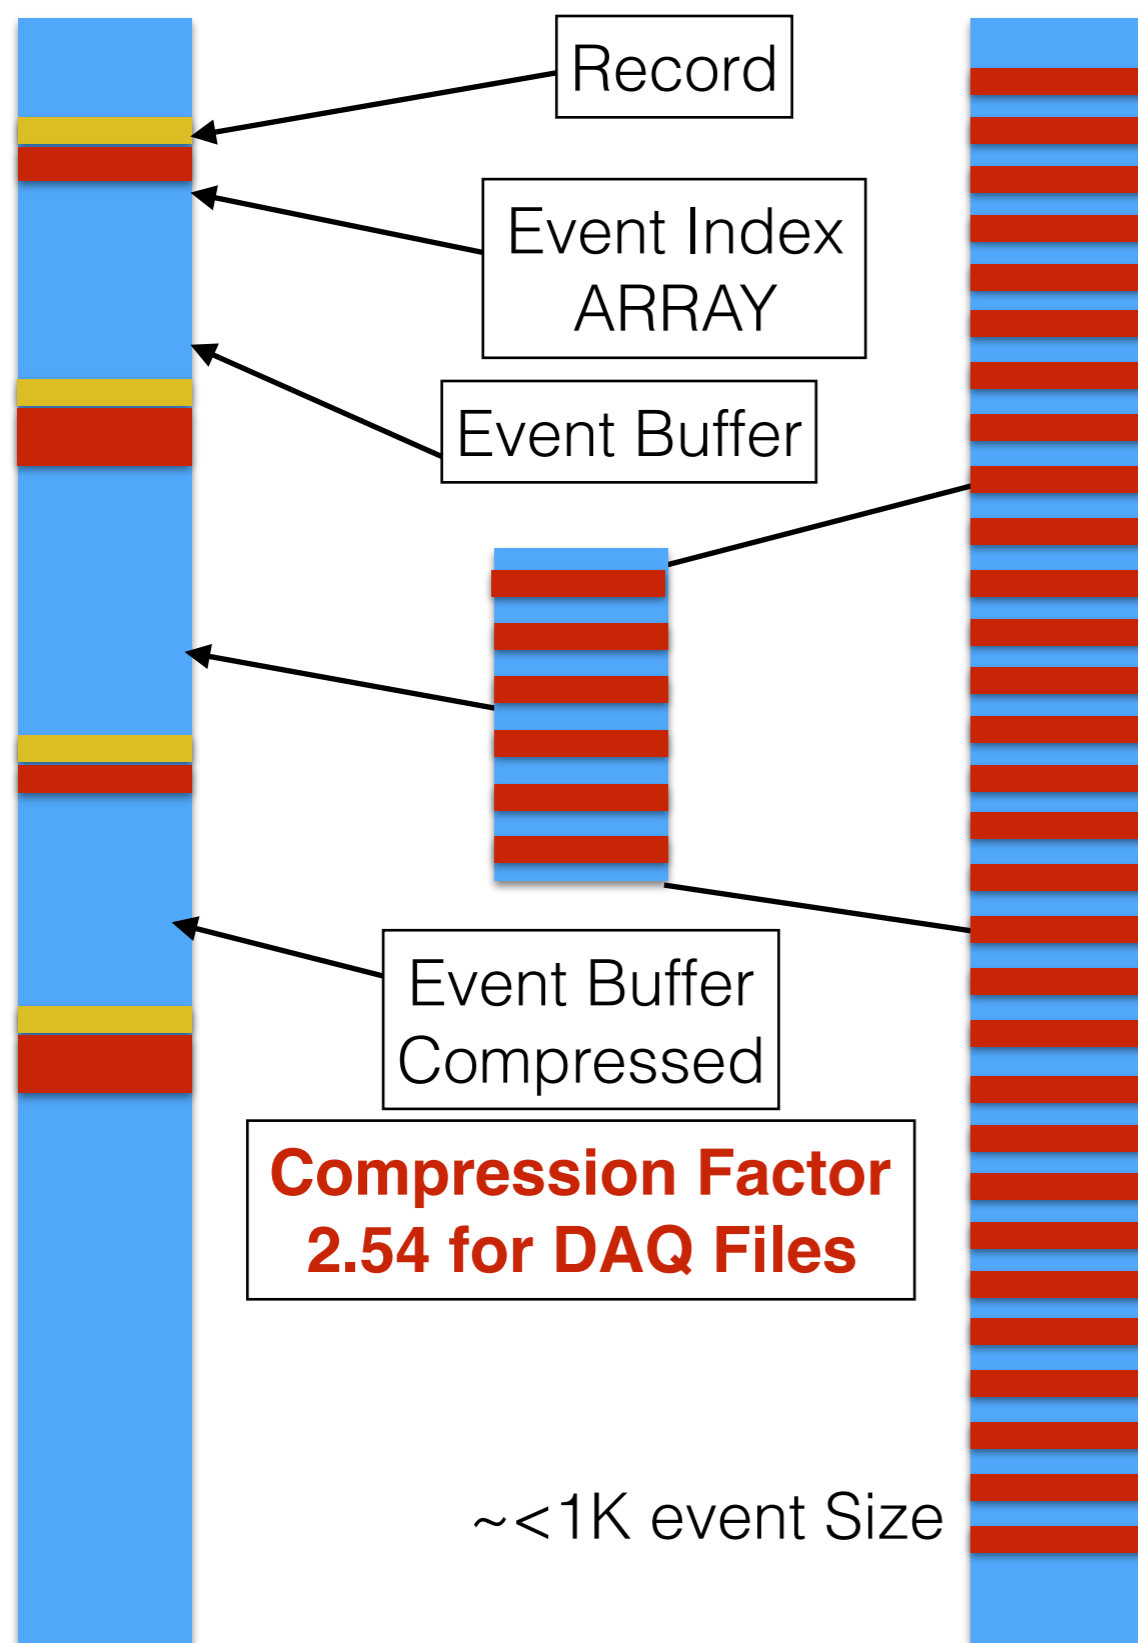 Record
Event Index
ARRAY
Event Buffer
Event Buffer
Compressed
Compression Factor
2.54 for DAQ Files
~<1K event Size